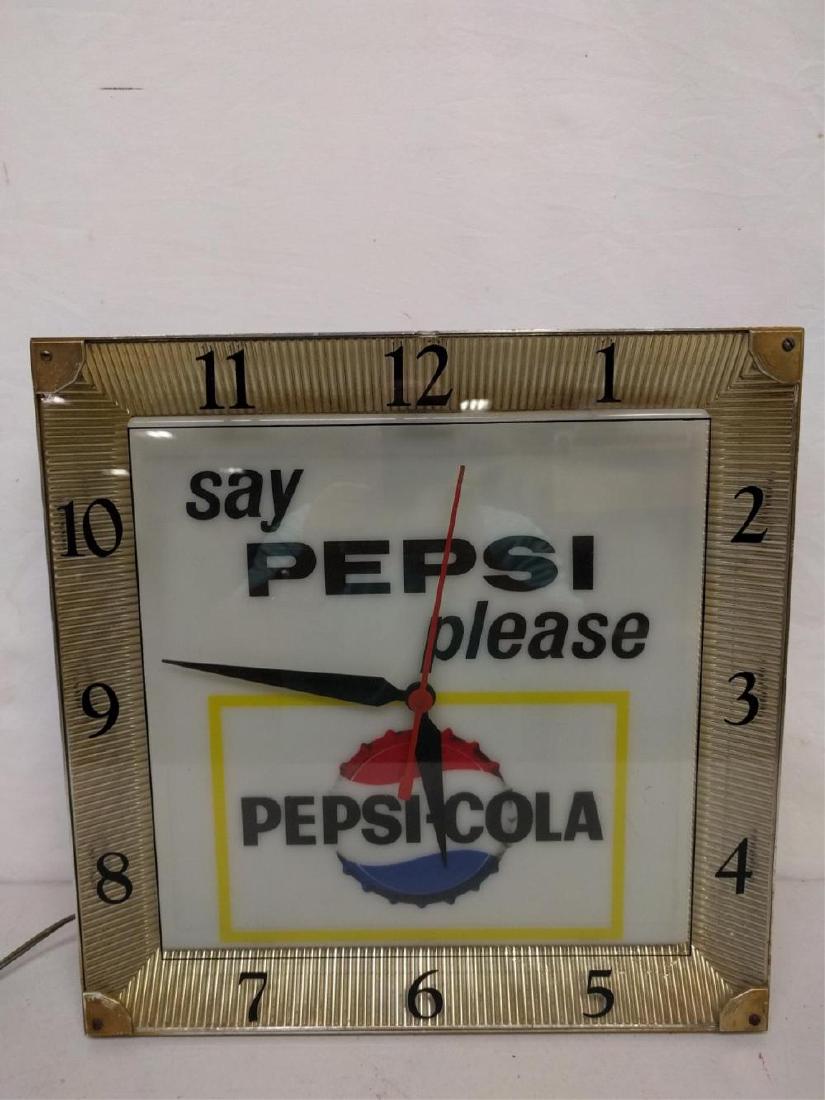 11 12 1
say
10 2
PEPSI
please
9 3
PEPSI-COLA
8 4
7 6 5